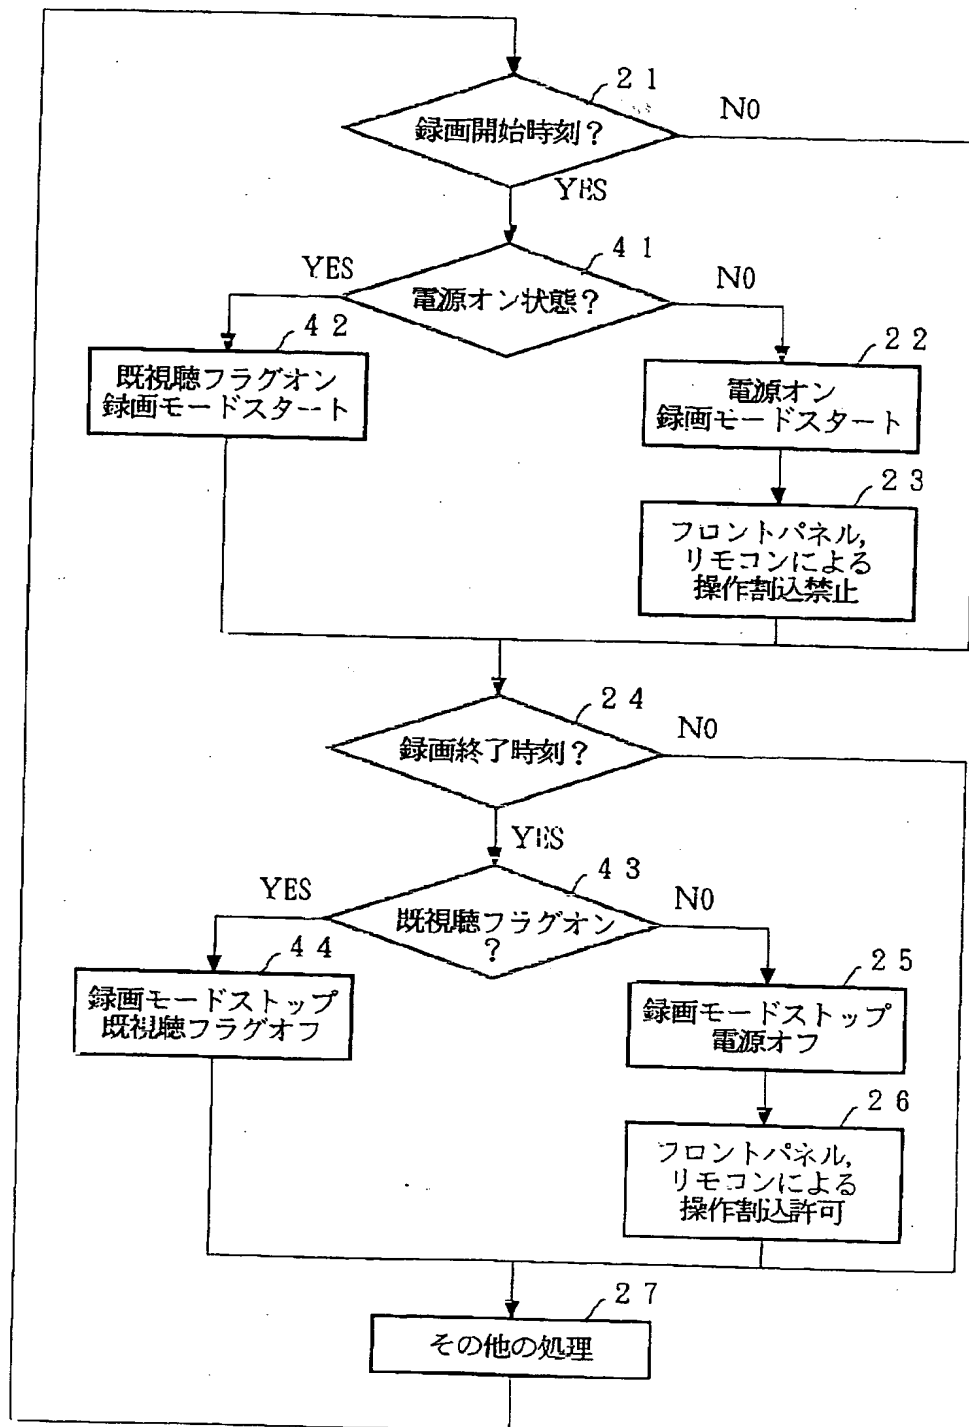 21
NO
録画開始時刻？
YES
41
YES
NO
電源オン状態？
42
22
既視聴フラグオン
録画モードスタート
電源オン
録画モードスタート
23
フロントパネル,
リモコンによる
操作割込禁止
24
NO
録画終了時刻？
YES
43
YES
NO
既視聴フラグオン
？
44
25
録画モードストップ
既視聴フラグオフ
録画モードストップ
電源オフ
26
フロントパネル,
リモコンによる
操作割込許可
27
その他の処理